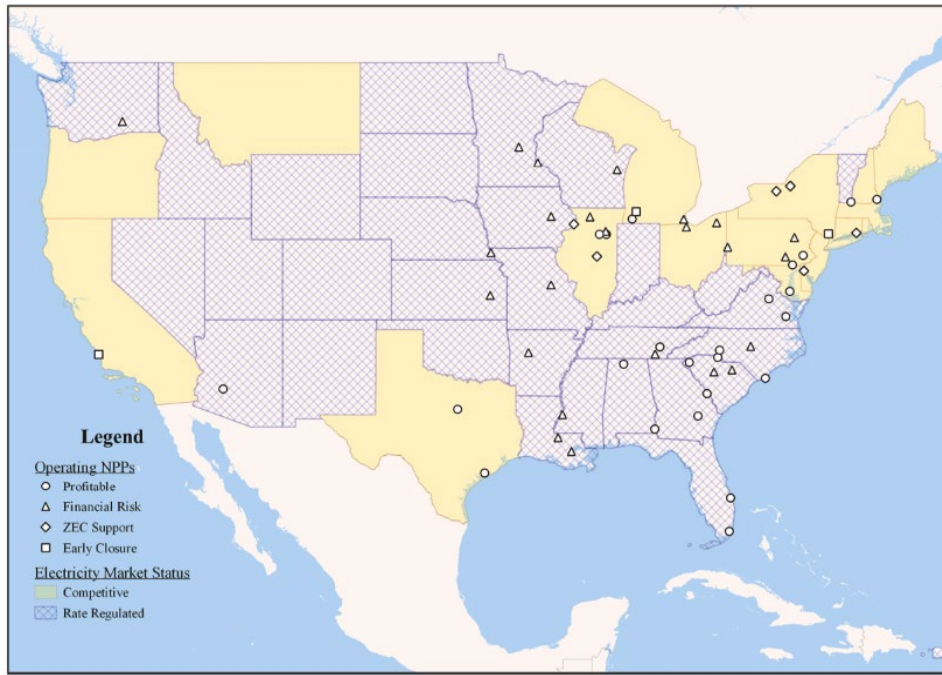 Legend
Operating NPPs
Profitable
Financial Risk
ZEC Support
Early Closure
Electricity Market Status
Competitive
Rate Regulated